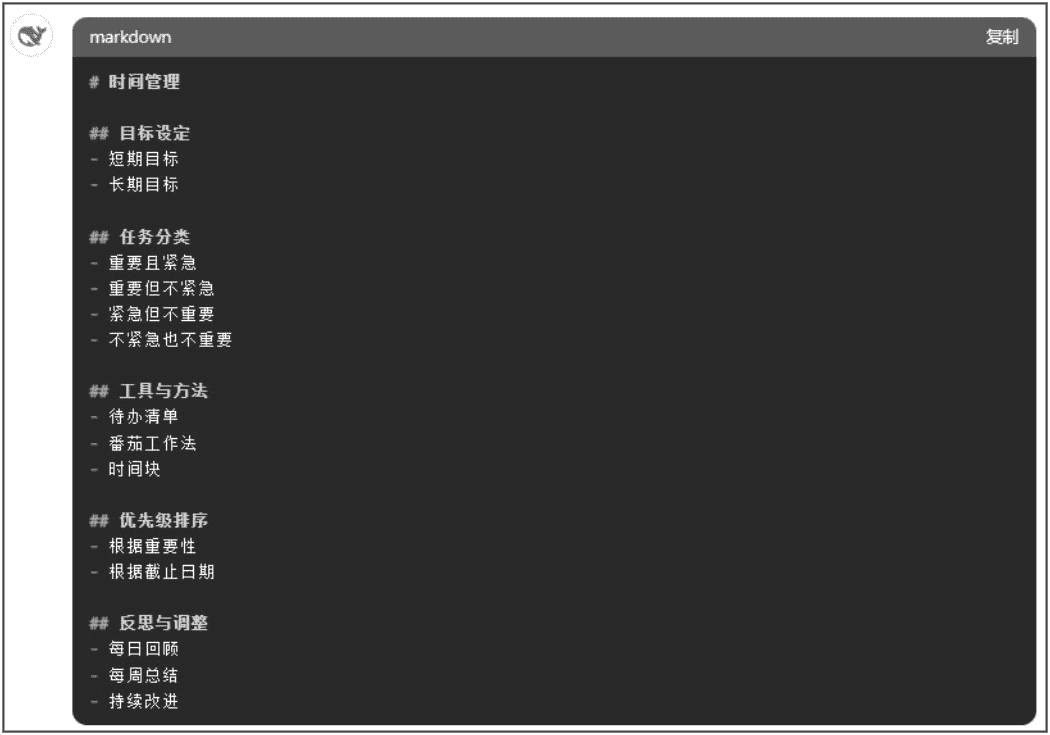 markdown
复制
# 时间管理
## 目标设定
- 短期目标
- 长期目标
## 任务分类
- 重要且紧急
- 重要但不紧急
- 紧急但不重要
- 不紧急也不重要
## 工具与方法
- 待办清单
- 番茄工作法
- 时间块
## 优先级排序
- 根据重要性
- 根据截止日期
## 反思与调整
- 每日回顾
- 每周总结
- 持续改进